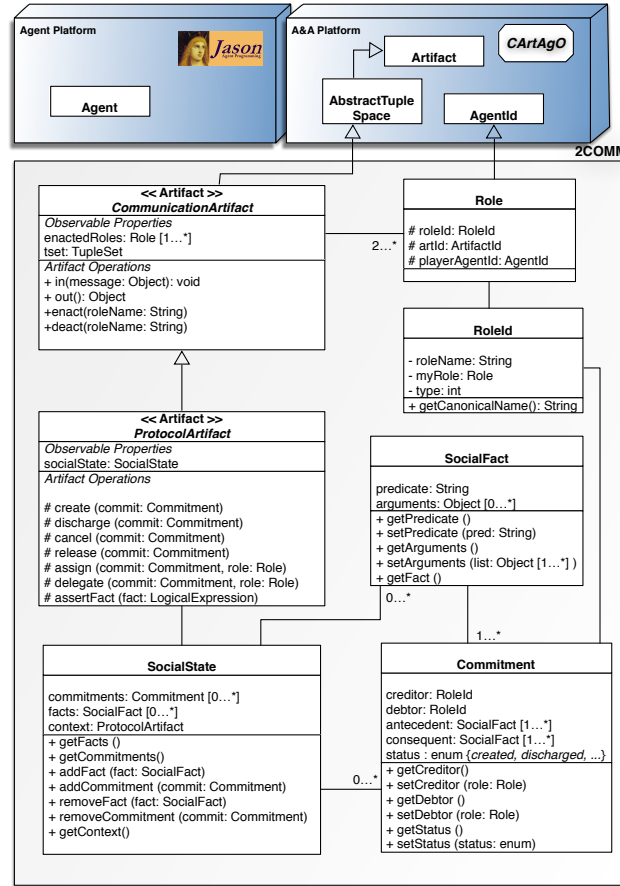 Agent Platform
Jason
Agent Programming
Agent
A&A Platform
CArtAgO
Artifact
AbstractTuple
Space
AgentId
2COMM
<< Artifact >>
CommunicationArtifact
Observable Properties
enactedRoles: Role [1...*]
tset: TupleSet
Artifact Operations
+ in(message: Object): void
+ out(): Object
+enact(roleName: String)
+deact(roleName: String)
2...*
Role
# roleId: RoleId
# artId: ArtifactId
# playerAgentId: AgentId
RoleId
- roleName: String
- myRole: Role
- type: int
+ getCanonicalName(): String
<< Artifact >>
ProtocolArtifact
Observable Properties
socialState: SocialState
Artifact Operations
# create (commit: Commitment)
# discharge (commit: Commitment)
# cancel (commit: Commitment)
# release (commit: Commitment)
# assign (commit: Commitment, role: Role)
# delegate (commit: Commitment, role: Role)
# assertFact (fact: LogicalExpression)
SocialFact
predicate: String
arguments: Object [0...*]
+ getPredicate ()
+ setPredicate (pred: String)
+ getArguments ()
+ setArguments (list: Object [1...*] )
+ getFact ()
0...*
1...*
SocialState
commitments: Commitment [0...*]
facts: SocialFact [0...*]
context: ProtocolArtifact
+ getFacts ()
+ getCommitments()
+ addFact (fact: SocialFact)
+ addCommitment (commit: Commitment)
+ removeFact (fact: SocialFact)
+ removeCommitment (commit: Commitment)
+ getContext()
0...*
Commitment
creditor: RoleId
debtor: RoleId
antecedent: SocialFact [1...*]
consequent: SocialFact [1...*]
status : enum {created, discharged, ...}
+ getCreditor()
+ setCreditor (role: Role)
+ getDebtor ()
+ setDebtor (role: Role)
+ getStatus ()
+ setStatus (status: enum)